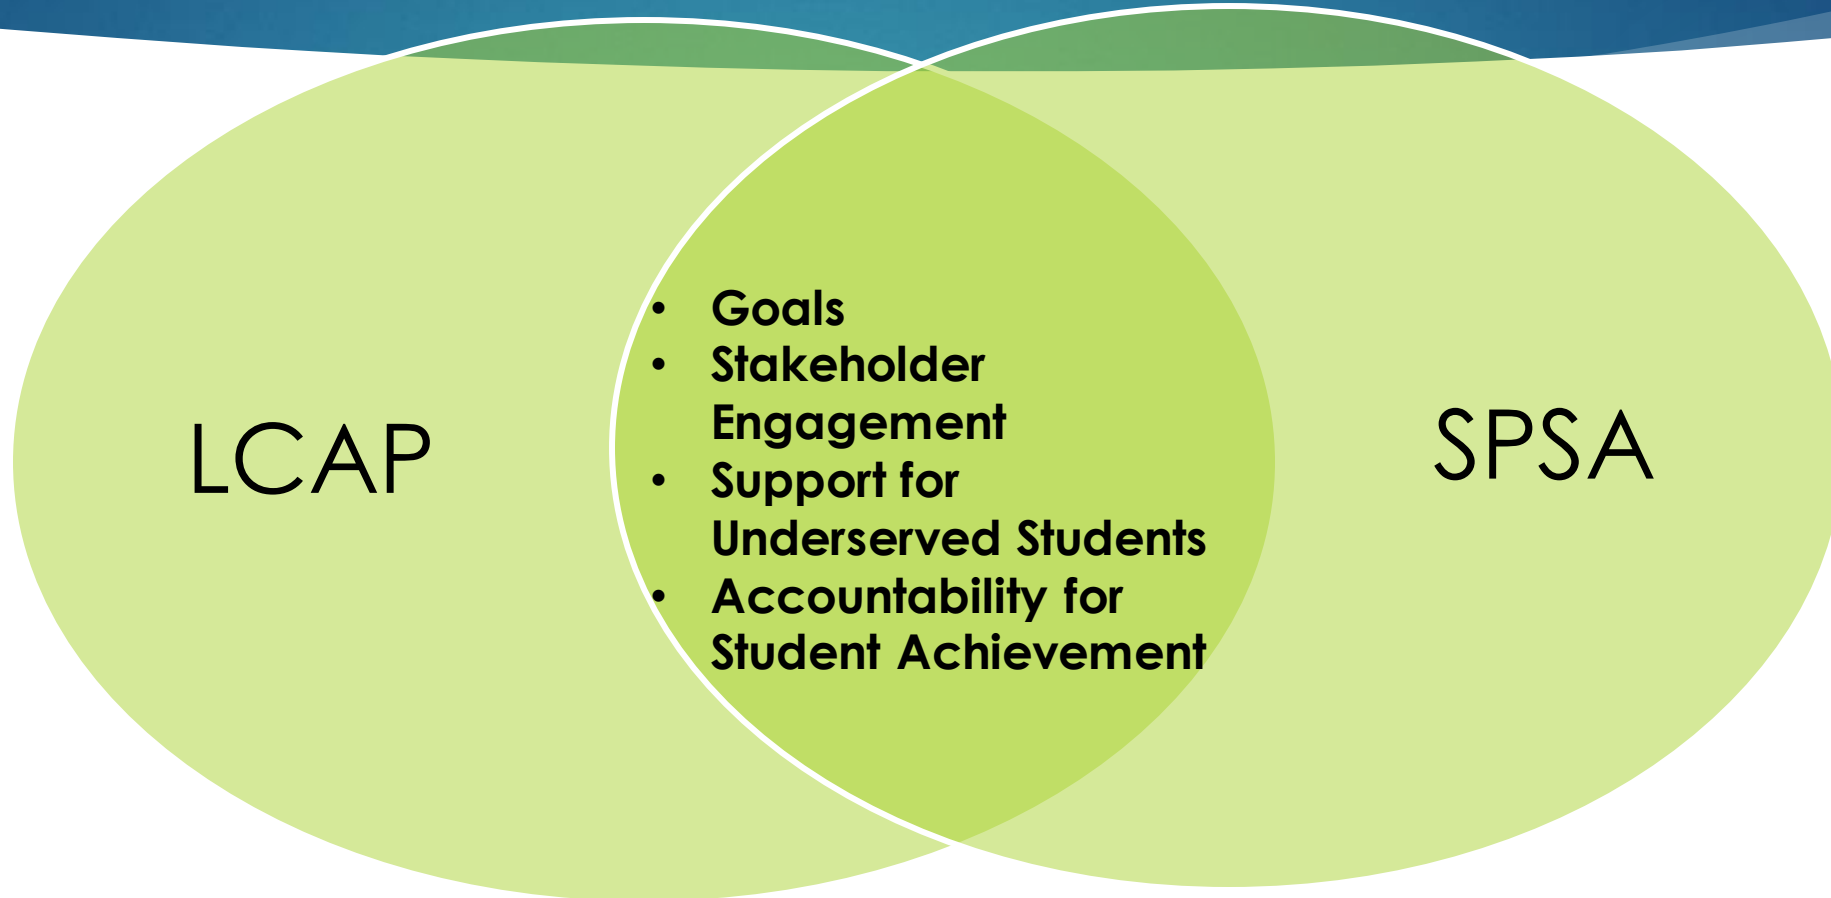 LCAP
• Goals
• Stakeholder
Engagement
• Support for
Underserved Students
• Accountability for
Student Achievement
SPSA